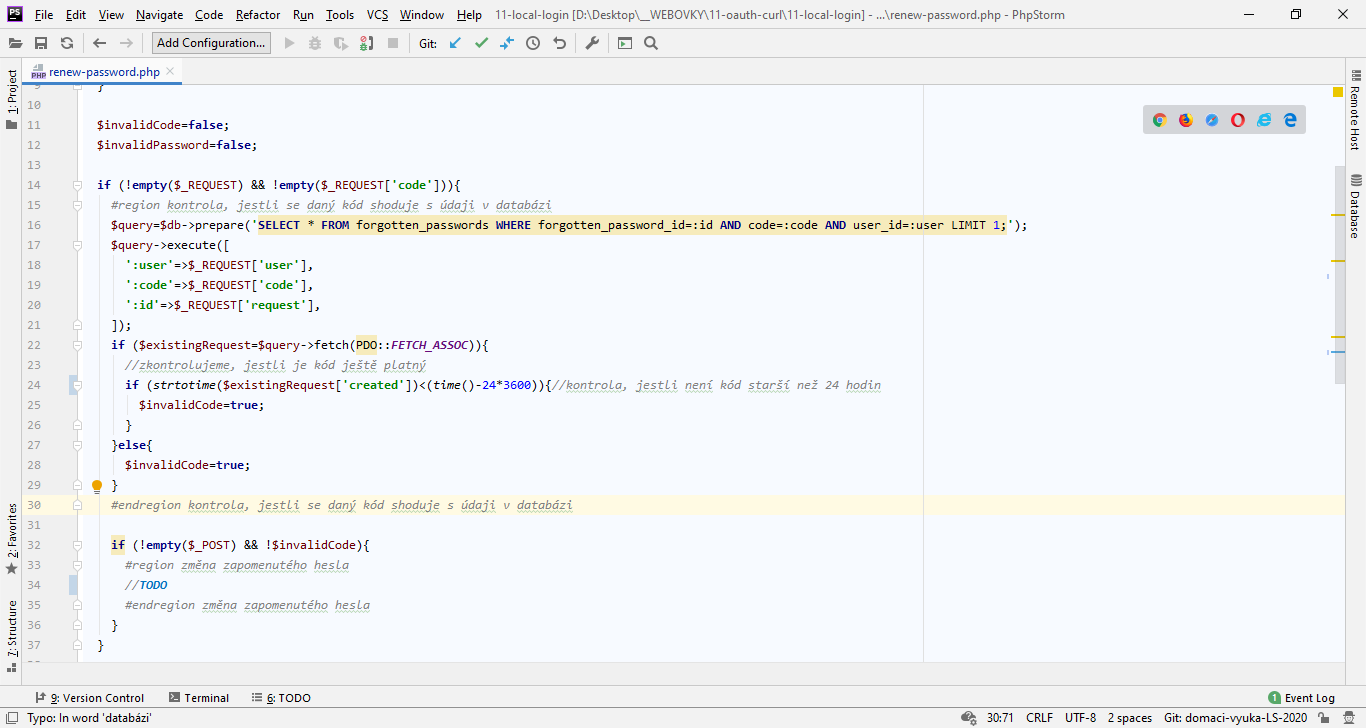 File Edit View Navigate Code Refactor Run Tools VCS Window Help 11-local-login [D:\Desktop\__WEBOVKY\11-oauth-curl\11-local-login] - ...\renew-password.php - PhpStorm
Add Configuration... Git:
renew-password.php
1: Project
2: Favorites
7: Structure
Remote Host
Database
9 }
10
11 $invalidCode=false;
12 $invalidPassword=false;
13
14 if (!empty($_REQUEST) && !empty($_REQUEST['code'])){
15 #region kontrola, jestli se daný kód shoduje s údaji v databázi
16 $query=$db->prepare('SELECT * FROM forgotten_passwords WHERE forgotten_password_id=:id AND code=:code AND user_id=:user LIMIT 1;');
17 $query->execute([
18 ':user'=>$_REQUEST['user'],
19 ':code'=>$_REQUEST['code'],
20 ':id'=>$_REQUEST['request'],
21 ]);
22 if ($existingRequest=$query->fetch(PDO::FETCH_ASSOC)){
23 //zkontrolujeme, jestli je kód ještě platný
24 if (strtotime($existingRequest['created'])<(time()-24*3600)){//kontrola, jestli není kód starší než 24 hodin
25 $invalidCode=true;
26 }
27 }else{
28 $invalidCode=true;
29 }
30 #endregion kontrola, jestli se daný kód shoduje s údaji v databázi
31
32 if (!empty($_POST) && !$invalidCode){
33 #region změna zapomenutého hesla
34 //TODO
35 #endregion změna zapomenutého hesla
36 }
37 }
9: Version Control Terminal 6: TODO 1 Event Log
Typo: In word 'databázi' 30:71 CRLF UTF-8 2 spaces Git: domaci-vyuka-LS-2020